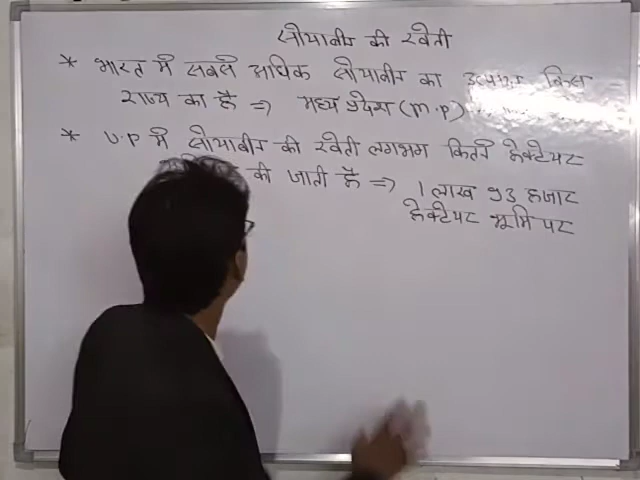 सोयाबीन की खेती
* भारत मे सबसे अधिक सोयाबीन का उत्पादन किस
राज्य का है ⇒ मध्य प्रदेश (M.P)
* U.P मे सोयाबीन की खेती लगभग कितने हेक्टेयर
की जाती है ⇒ 1 लाख 93 हजार
हेक्टेयर भूमि पर